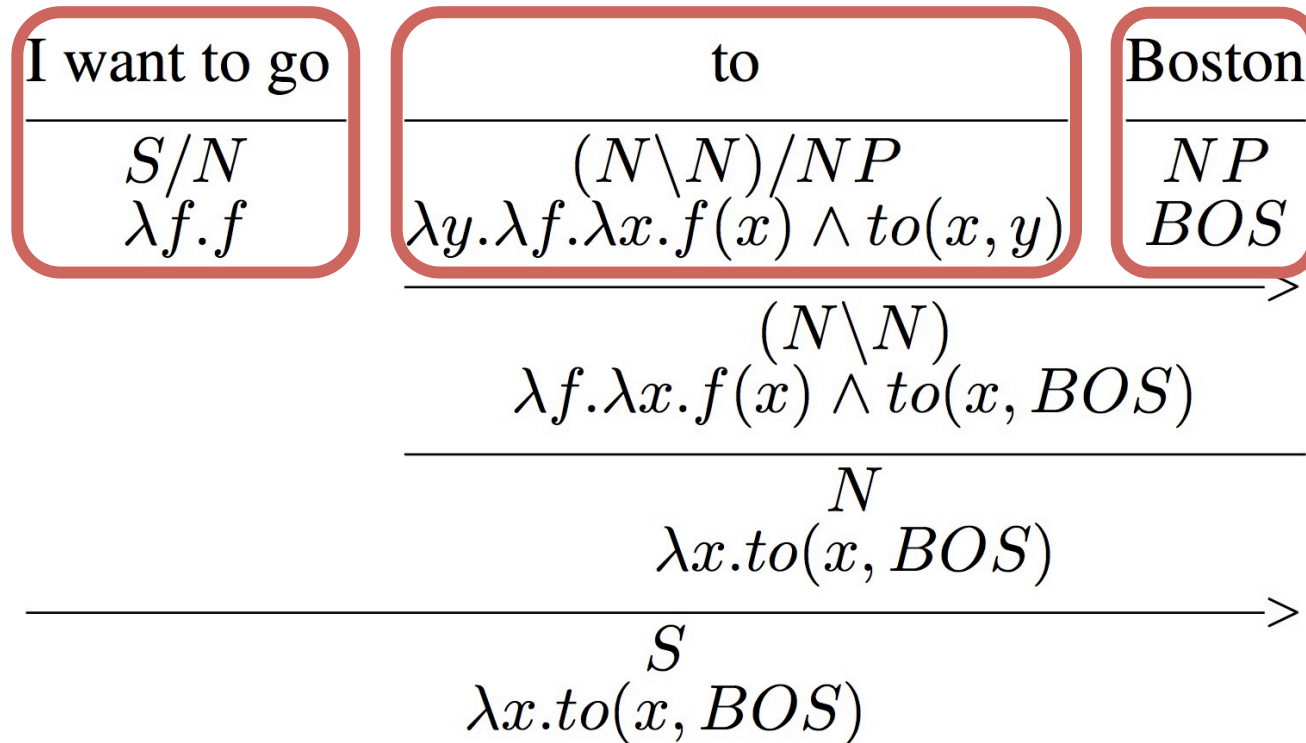 I want to go to Boston
S/N (N\N)/NP NP
λf.f λy.λf.λx.f(x) ∧ to(x, y) BOS
>
(N\N)
λf.λx.f(x) ∧ to(x, BOS)
N
λx.to(x, BOS)
>
S
λx.to(x, BOS)